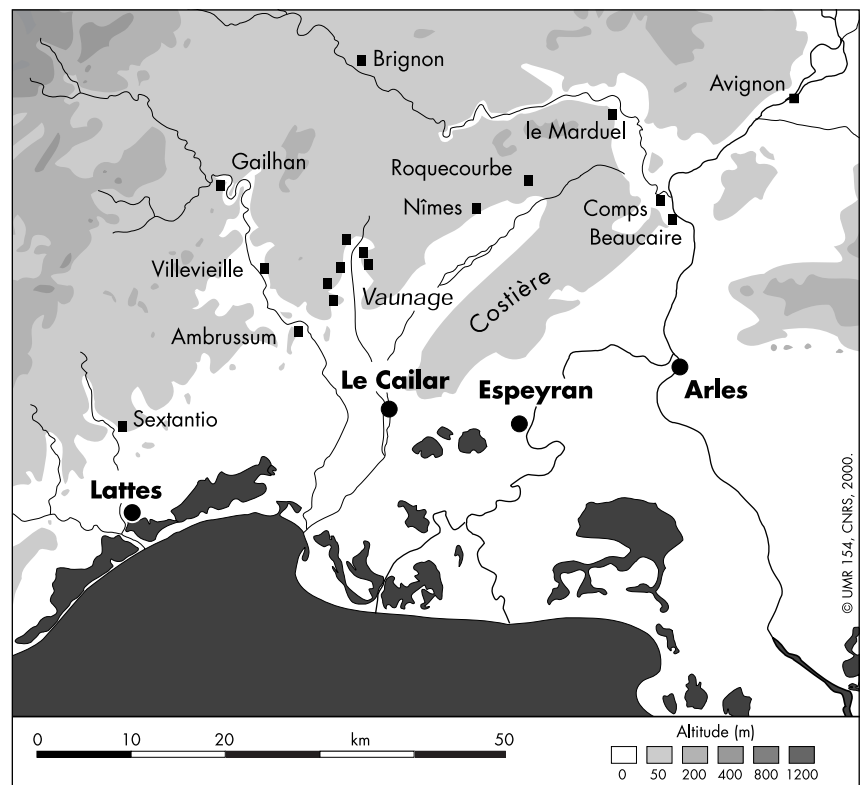 Brignon
Avignon
le Marduel
Gailhan
Roquecourbe
Nîmes
Comps
Beaucaire
Villevieille
Vaunage
Costière
Ambrussum
Le Cailar
Espeyran
Arles
Sextantio
Lattes
© UMR 154, CNRS, 2000.
0 10 20 km 50
Altitude (m)
0 50 200 400 800 1200